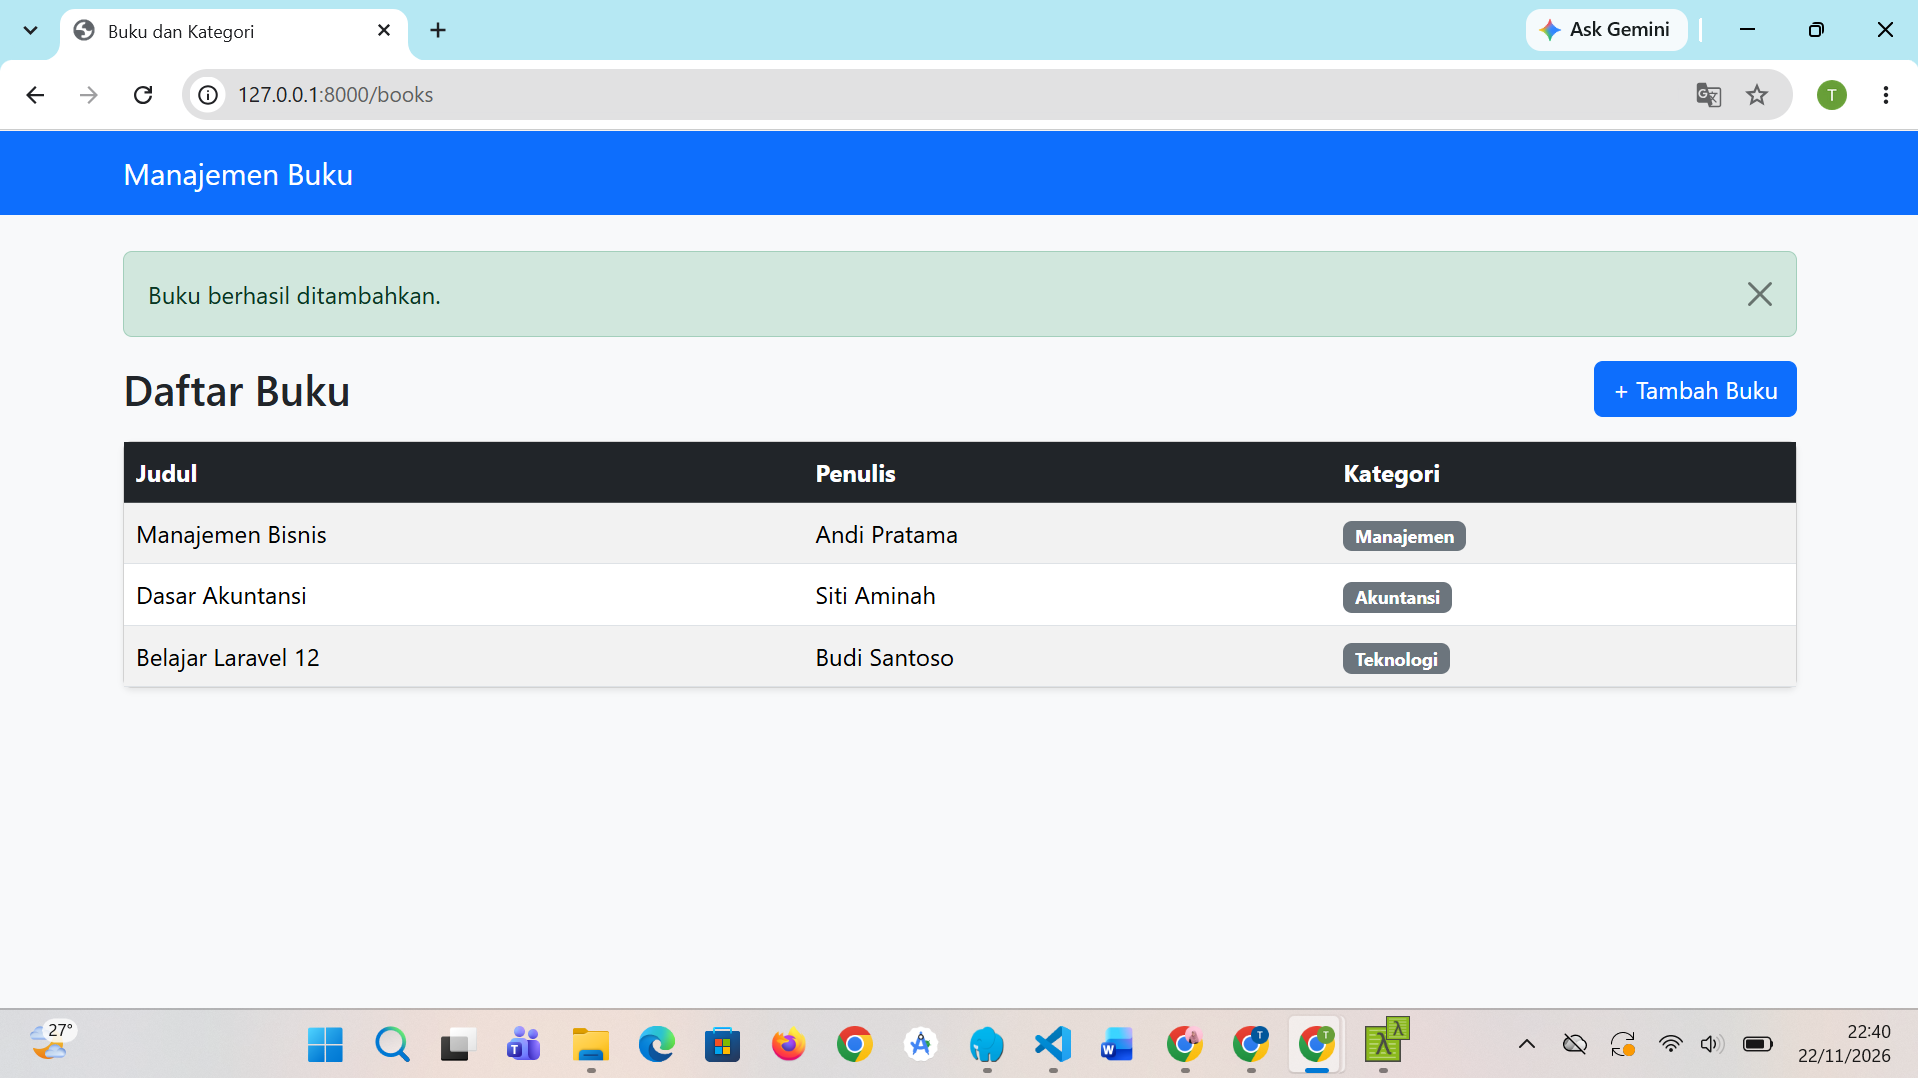 Buku dan Kategori
Ask Gemini
127.0.0.1:8000/books
T
Manajemen Buku
Buku berhasil ditambahkan.
Daftar Buku
+ Tambah Buku
Judul Penulis Kategori
Manajemen Bisnis Andi Pratama Manajemen
Dasar Akuntansi Siti Aminah Akuntansi
Belajar Laravel 12 Budi Santoso Teknologi
27°
22:40
22/11/2026